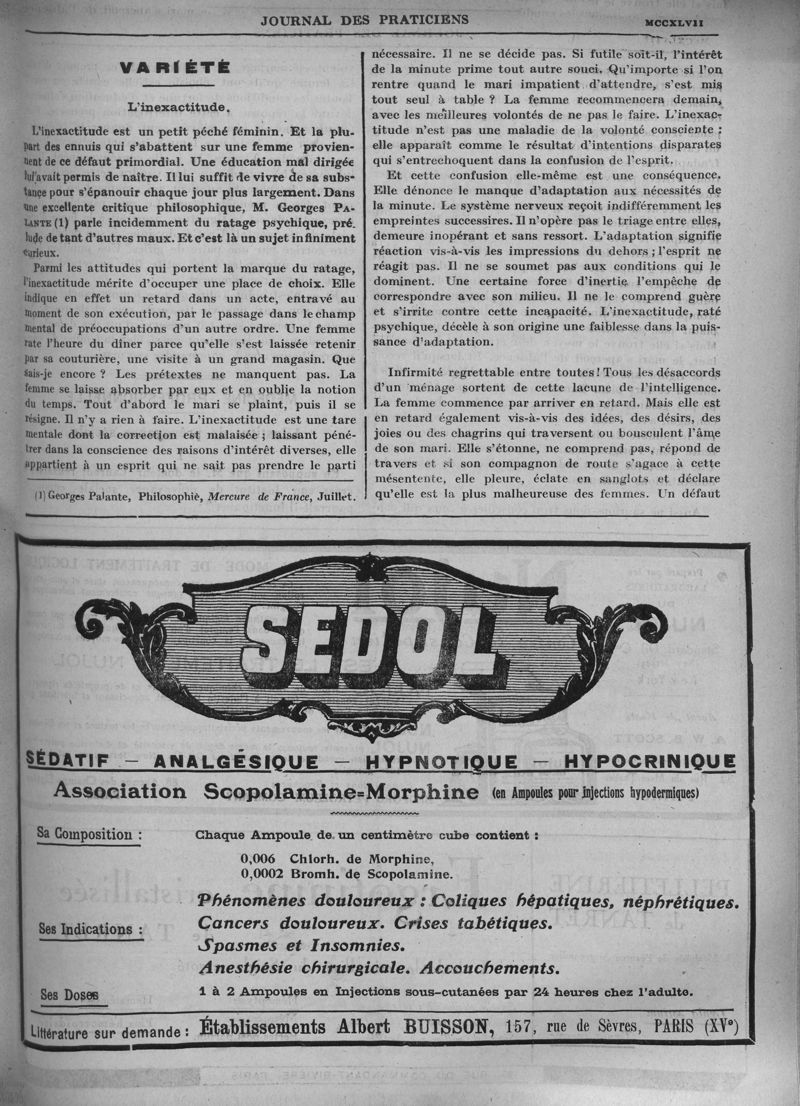 JOURNAL DES PRATICIENS
MCCXLVII
VARIÉTÉ
L'inexactitude.
L'inexactitude est un petit péché féminin. Et la plu-
part des ennuis qui s'abattent sur une femme provien-
nent de ce défaut primordial. Une éducation mal dirigée
lui avait permis de naître. Il lui suffit de vivre de sa subs-
tance pour s'épanouir chaque jour plus largement. Dans
une excellente critique philosophique, M. Georges PA-
LANTE (1) parle incidemment du ratage psychique, pré.
lude de tant d'autres maux. Et c'est là un sujet infiniment
curieux.
Parmi les attitudes qui portent la marque du ratage,
l'inexactitude mérite d'occuper une place de choix. Elle
indique en effet un retard dans un acte, entravé au
moment de son exécution, par le passage dans le champ
mental de préoccupations d'un autre ordre. Une femme
rate l'heure du dîner parce qu'elle s'est laissée retenir
par sa couturière, une visite à un grand magasin. Que
sais-je encore ? Les prétextes ne manquent pas. La
femme se laisse absorber par eux et en oublie la notion
du temps. Tout d'abord le mari se plaint, puis il se
résigne. Il n'y a rien à faire. L'inexactitude est une tare
mentale dont la correction est malaisée ; laissant péné-
trer dans la conscience des raisons d'intérêt diverses, elle
appartient à un esprit qui ne sait pas prendre le parti
(1) Georges Palante, Philosophie, Mercure de France, Juillet.
nécessaire. Il ne se décide pas. Si futile soit-il, l'intérêt
de la minute prime tout autre souci. Qu'importe si l'on
rentre quand le mari impatient d'attendre, s'est mis
tout seul à table ? La femme recommencera demain,
avec les meilleures volontés de ne pas le faire. L'inexac-
titude n'est pas une maladie de la volonté consciente :
elle apparaît comme le résultat d'intentions disparates
qui s'entrechoquent dans la confusion de l'esprit.
Et cette confusion elle-même est une conséquence.
Elle dénonce le manque d'adaptation aux nécessités de
la minute. Le système nerveux reçoit indifféremment les
empreintes successires. Il n'opère pas le triage entre elles,
demeure inopérant et sans ressort. L'adaptation signifie
réaction vis-à-vis les impressions du dehors ; l'esprit ne
réagit pas. Il ne se soumet pas aux conditions qui le
dominent. Une certaine force d'inertie l'empêche de
correspondre avec son milieu. Il ne le comprend guère
et s'irrite contre cette incapacité. L'inexactitude, raté
psychique, décèle à son origine une faiblesse dans la puis-
sance d'adaptation.
Infirmité regrettable entre toutes ! Tous les désaccords
d'un ménage sortent de cette lacune de l'intelligence.
La femme commence par arriver en retard. Mais elle est
en retard également vis-à-vis des idées, des désirs, des
joies ou des chagrins qui traversent ou bousculent l'âme
de son mari. Elle s'étonne, ne comprend pas, répond de
travers et si son compagnon de route s'agace à cette
mésentente, elle pleure, éclate en sanglots et déclare
qu'elle est la plus malheureuse des femmes. Un défaut
SEDOL
SÉDATIF — ANALGÉSIQUE — HYPNOTIQUE — HYPOCRINIQUE
Association Scopolamine=Morphine (en Ampoules pour injections hypodermiques)
Sa Composition :
Chaque Ampoule de un centimètre cube contient :
0,006 Chlorh. de Morphine,
0,0002 Bromh. de Scopolamine.
Ses Indications :
Phénomènes douloureux : Coliques hépatiques, néphrétiques.
Cancers douloureux. Crises tabétiques.
Spasmes et Insomnies.
Anesthésie chirurgicale. Accouchements.
Ses Doses
1 à 2 Ampoules en Injections sous-cutanées par 24 heures chez l'adulte.
Littérature sur demande : Établissements Albert BUISSON, 157, rue de Sèvres, PARIS (XVe)